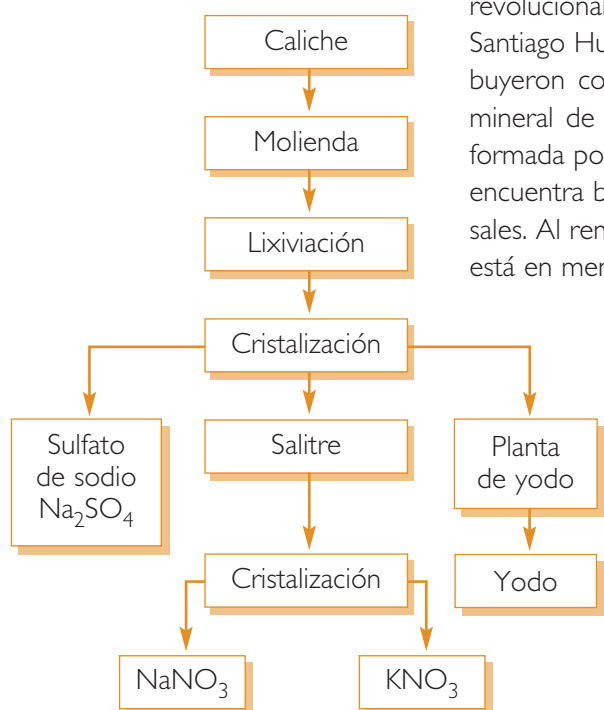 revolucionar
Santiago Hu
buyeron co
mineral de
formada po
encuentra b
sales. Al ren
está en mer
Caliche
Molienda
Lixiviación
Cristalización
Sulfato
de sodio
Na₂SO₄
Salitre
Planta
de yodo
Cristalización
Yodo
NaNO₃
KNO₃